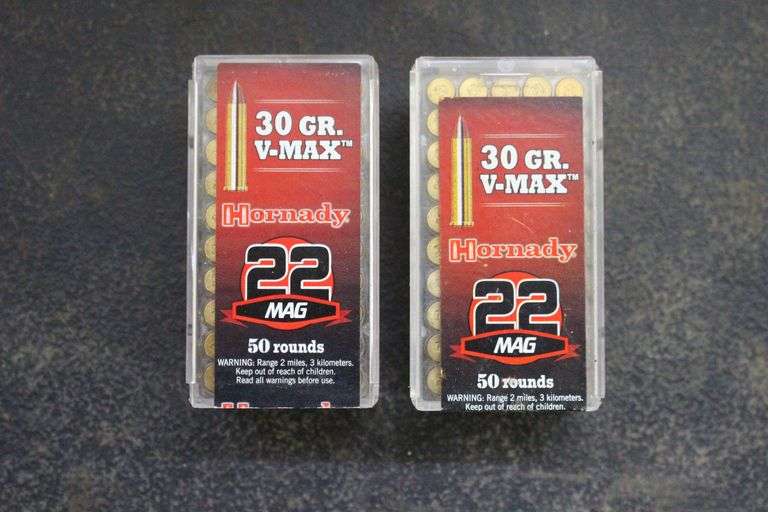 30 GR.
V-MAX™
Hornady
22
MAG
50 rounds
WARNING: Range 2 miles, 3 kilometers.
Keep out of reach of children.
Read all warnings before use.
Hornady
30 GR.
V-MAX™
Hornady
22
MAG
50 rounds
WARNING: Range 2 miles, 3 kilometers.
Keep out of reach of children.